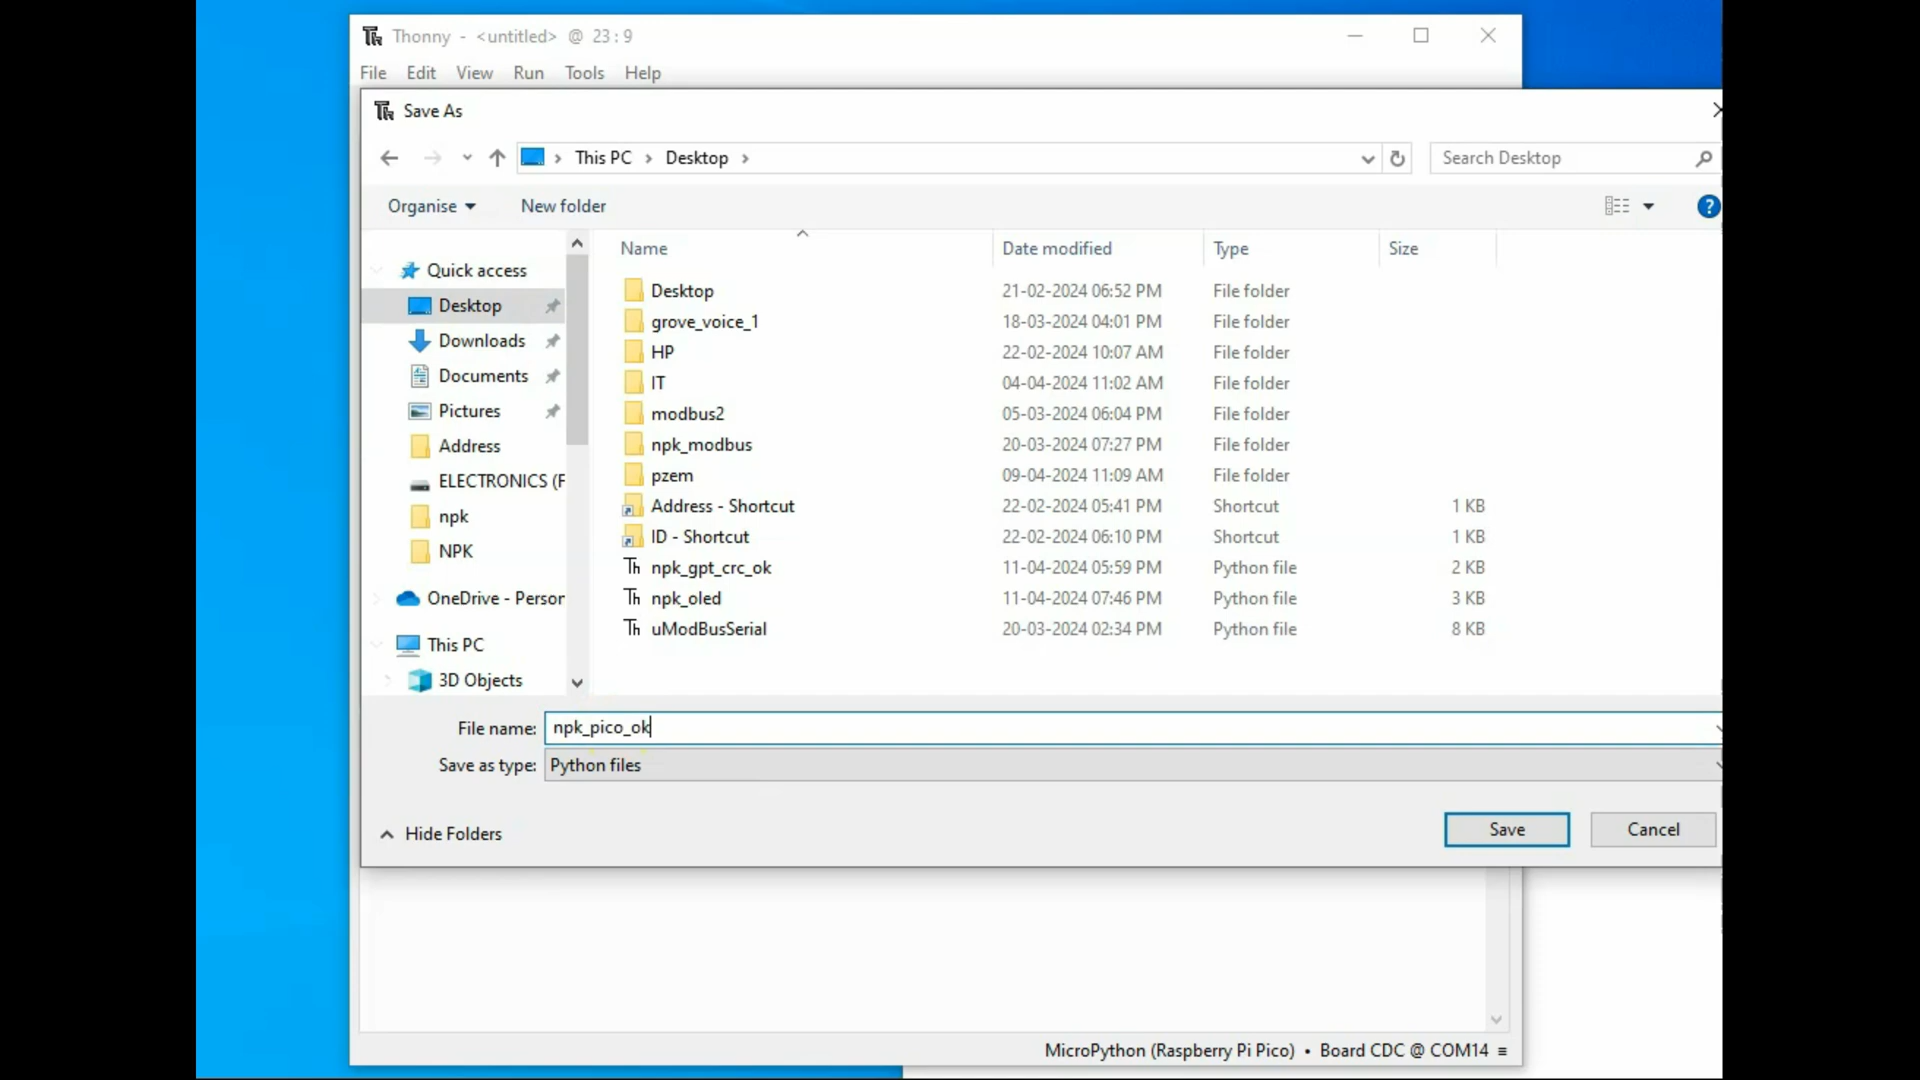 Thonny - <untitled> @ 23:9
File Edit View Run Tools Help
Save As
This PC > Desktop >
Search Desktop
Organise New folder
?
Name Date modified Type Size
Quick access
Desktop
Downloads
Documents
Pictures
Address
ELECTRONICS (F
npk
NPK
OneDrive - Person
This PC
3D Objects
Desktop 21-02-2024 06:52 PM File folder
grove_voice_1 18-03-2024 04:01 PM File folder
HP 22-02-2024 10:07 AM File folder
IT 04-04-2024 11:02 AM File folder
modbus2 05-03-2024 06:04 PM File folder
npk_modbus 20-03-2024 07:27 PM File folder
pzem 09-04-2024 11:09 AM File folder
Address - Shortcut 22-02-2024 05:41 PM Shortcut 1 KB
ID - Shortcut 22-02-2024 06:10 PM Shortcut 1 KB
npk_gpt_crc_ok 11-04-2024 05:59 PM Python file 2 KB
npk_oled 11-04-2024 07:46 PM Python file 3 KB
uModBusSerial 20-03-2024 02:34 PM Python file 8 KB
File name: npk_pico_ok
Save as type: Python files
Hide Folders
Save Cancel
MicroPython (Raspberry Pi Pico) • Board CDC @ COM14 ≡